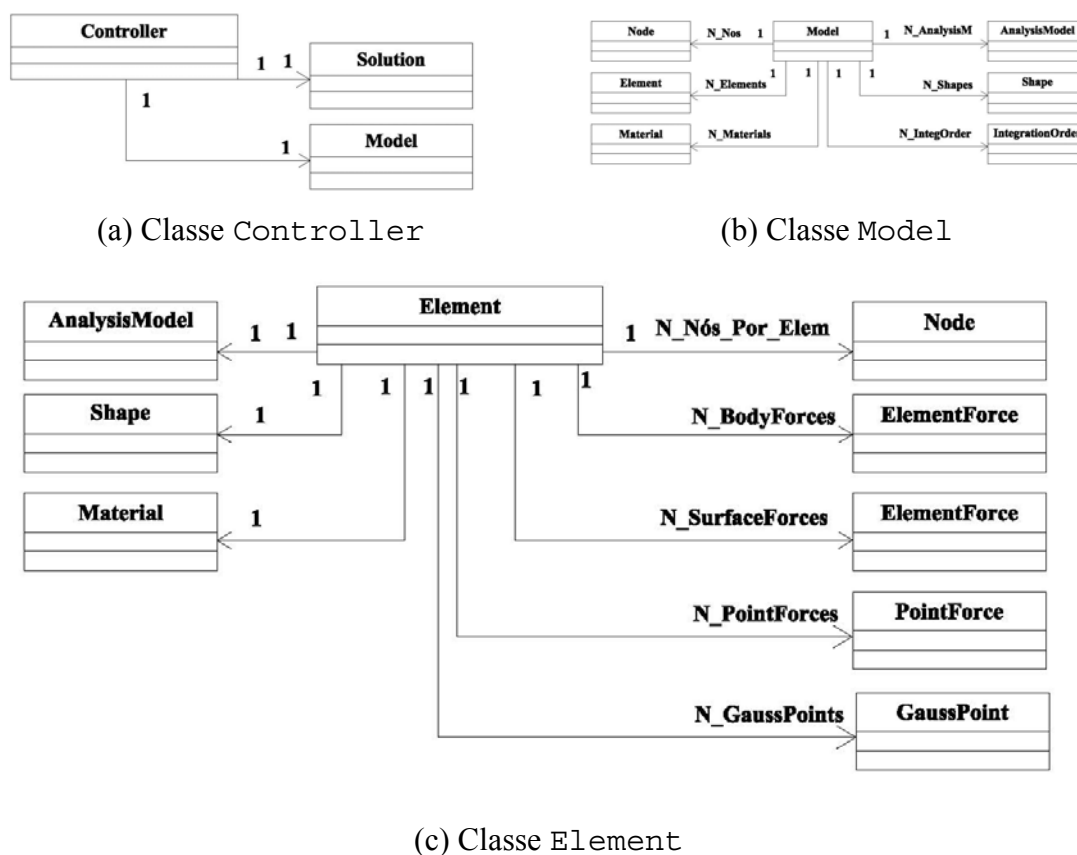 Controller
1 1
Solution
1
1
Model
(a) Classe Controller
Node
N_Nos 1
Model
1 N_AnalysisM
AnalysisModel
Element
N_Elements
1 1 1 1
N_Shapes
Shape
Material
N_Materials
N_IntegOrder
IntegrationOrder
(b) Classe Model
AnalysisModel
1 1
Element
1 N_Nós_Por_Elem
Node
1 1 1 1 1 1
Shape
1
N_BodyForces
ElementForce
Material
1
N_SurfaceForces
ElementForce
N_PointForces
PointForce
N_GaussPoints
GaussPoint
(c) Classe Element